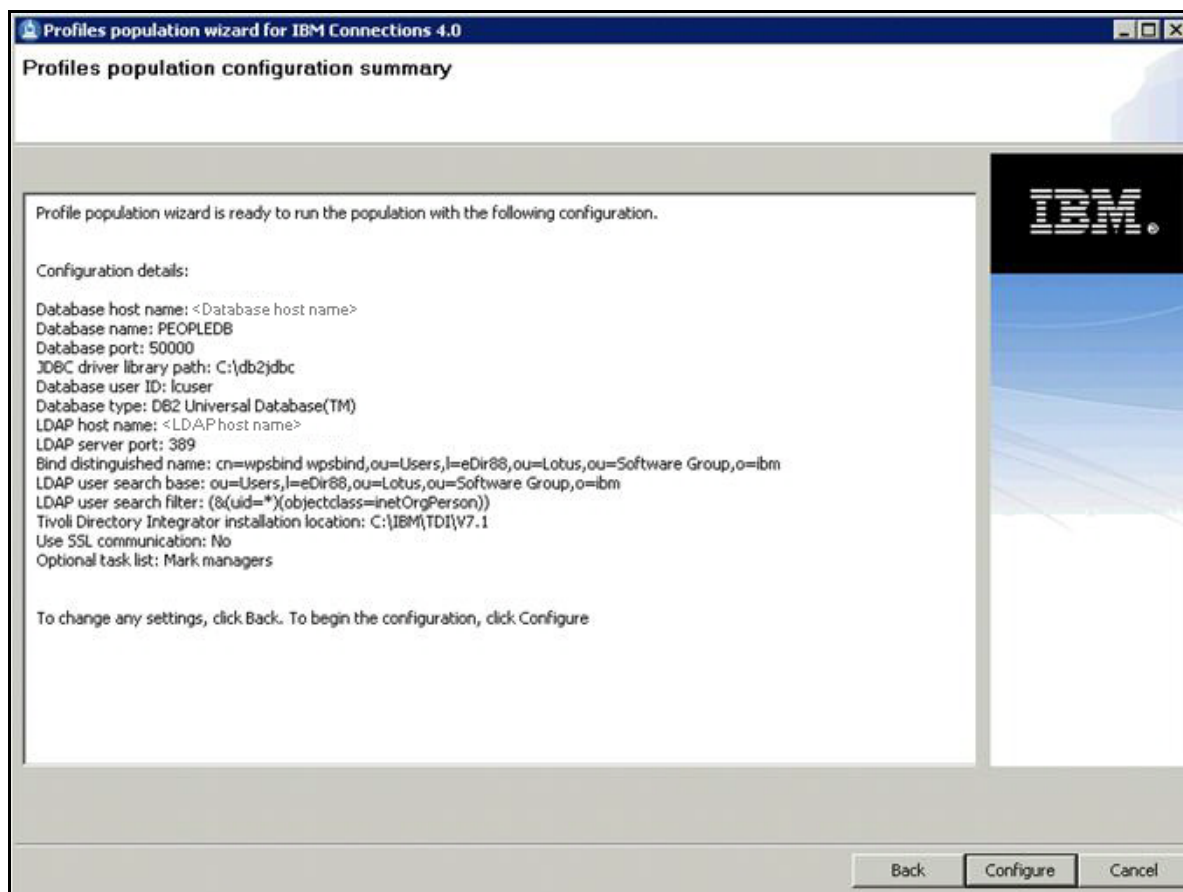 Profiles population wizard for IBM Connections 4.0
Profiles population configuration summary
Profile population wizard is ready to run the population with the following configuration.
Configuration details:
Database host name: <Database host name>
Database name: PEOPLEDB
Database port: 50000
JDBC driver library path: C:\db2jdbc
Database user ID: lcuser
Database type: DB2 Universal Database(TM)
LDAP host name: <LDAP host name>
LDAP server port: 389
Bind distinguished name: cn=wpsbind wpsbind,ou=Users,l=eDir88,ou=Lotus,ou=Software Group,o=ibm
LDAP user search base: ou=Users,l=eDir88,ou=Lotus,ou=Software Group,o=ibm
LDAP user search filter: (&(uid=*)(objectclass=inetOrgPerson))
Tivoli Directory Integrator installation location: C:\IBM\TDI\V7.1
Use SSL communication: No
Optional task list: Mark managers
To change any settings, click Back. To begin the configuration, click Configure
IBM®
Back Configure Cancel